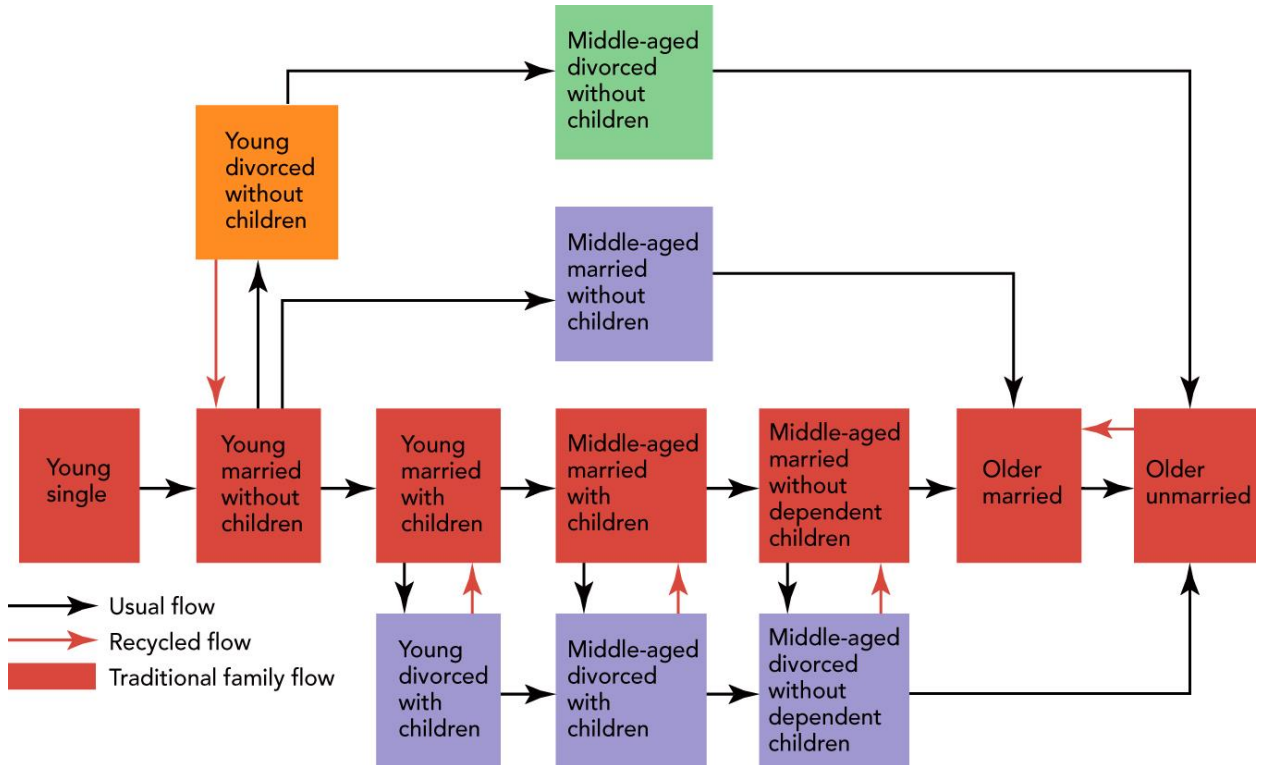 Middle-aged
divorced
without
children
Young
divorced
without
children
Middle-aged
married
without
children
Young
single
Young
married
without
children
Young
married
with
children
Middle-aged
married
with
children
Middle-aged
married
without
dependent
children
Older
married
Older
unmarried
Usual flow
Recycled flow
Traditional family flow
Young
divorced
with
children
Middle-aged
divorced
with
children
Middle-aged
divorced
without
dependent
children